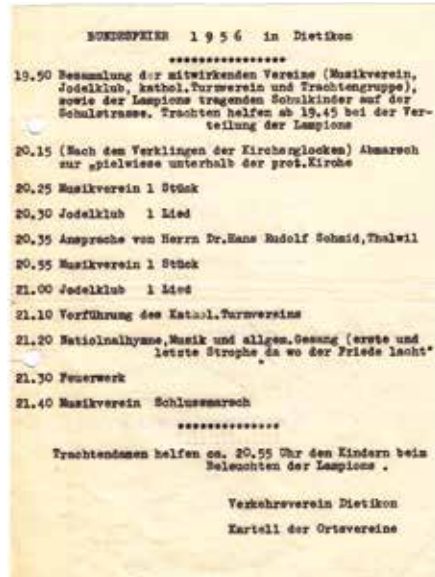 BUNDESFEIER 1 9 5 6 in Dietikon
****************
19.50 Besammlung der mitwirkenden Vereine (Musikverein,
Jodelklub, kathol.Turnverein und Trachtengruppe),
sowie der Lampions tragenden Schulkinder auf der
Schulstrasse. Trachten helfen ab 19.45 bei der Ver-
teilung der Lampions
20.15 (Nach dem Verklingen der Kirchenglocken) Abmarsch
zur „pielwiese unterhalb der prot.Kirche
20.25 Musikverein 1 Stück
20.30 Jodelklub 1 Lied
20.35 Ansprache von Herrn Dr.Hans Rudolf Schmid,Thalwil
20.55 Musikverein 1 Stück
21.00 Jodelklub 1 Lied
21.10 Vorführung des Kathol.Turnvereins
21.20 Natiolnalhymne,Musik und allgem.Gesang (erste und
letzte Strophe „da wo der Friede lacht"
21.30 Feuerwerk
21.40 Musikverein Schlussmarsch
***************
Trachtendamen helfen ca. 20.55 Uhr den Kindern beim
Beleuchten der Lampions .
Verkehrsverein Dietikon
Kartell der Ortsvereine